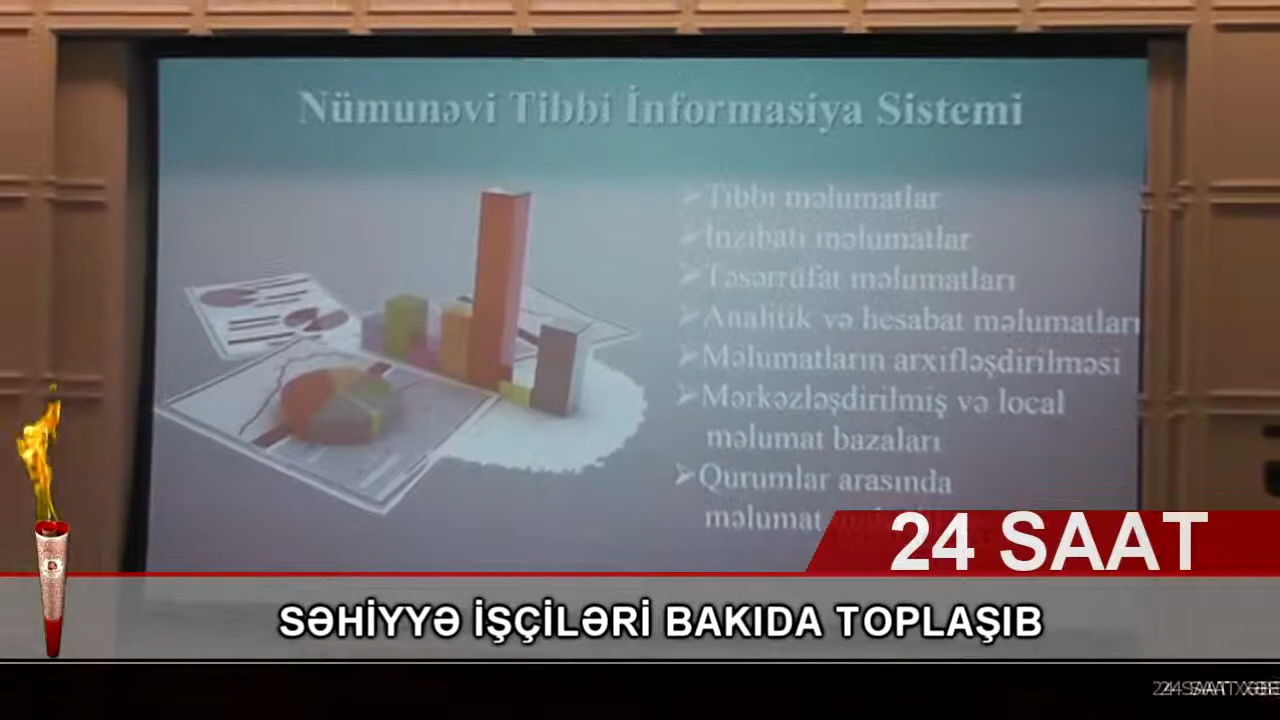 Nümunəvi Tibbi İnformasiya Sistemi
➢Tibbi məlumatlar
➢İnzibati məlumatlar
➢Təsərrüfat məlumatları
➢Analitik və hesabat məlumatları
➢Məlumatların arxifləşdirilməsi
➢Mərkəzləşdirilmiş və local
məlumat bazaları
➢Qurumlar arasında
məlumat
24 SAAT
SƏHİYYƏ İŞÇİLƏRİ BAKIDA TOPLAŞIB